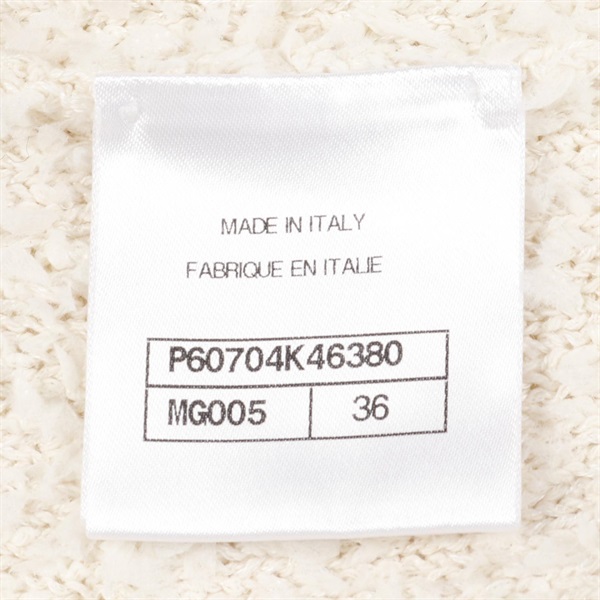 MADE IN ITALY
FABRIQUE EN ITALIE
P60704K46380
MG005 36